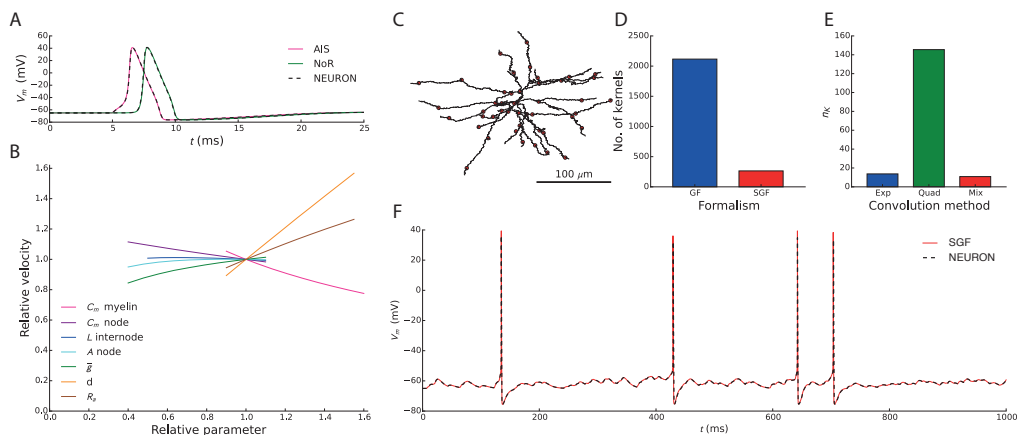 A
60
40
20
0
−20
−40
−60
−80
V_m (mV)
0
5
10
15
20
25
t (ms)
AIS
NoR
NEURON
B
1.6
1.4
1.2
1.0
0.8
0.6
0.4
0.2
0.0
Relative velocity
C_m myelin
C_m node
L internode
A node
g̅
d
R_a
0.0
0.2
0.4
0.6
0.8
1.0
1.2
1.4
1.6
Relative parameter
C
100 μm
D
2500
2000
1500
1000
500
0
No. of kernels
GF
SGF
Formalism
E
160
140
120
100
80
60
40
20
0
n_K
Exp
Quad
Mix
Convolution method
F
40
20
0
−20
−40
−60
−80
V_m (mV)
0
200
400
600
800
1000
t (ms)
SGF
NEURON